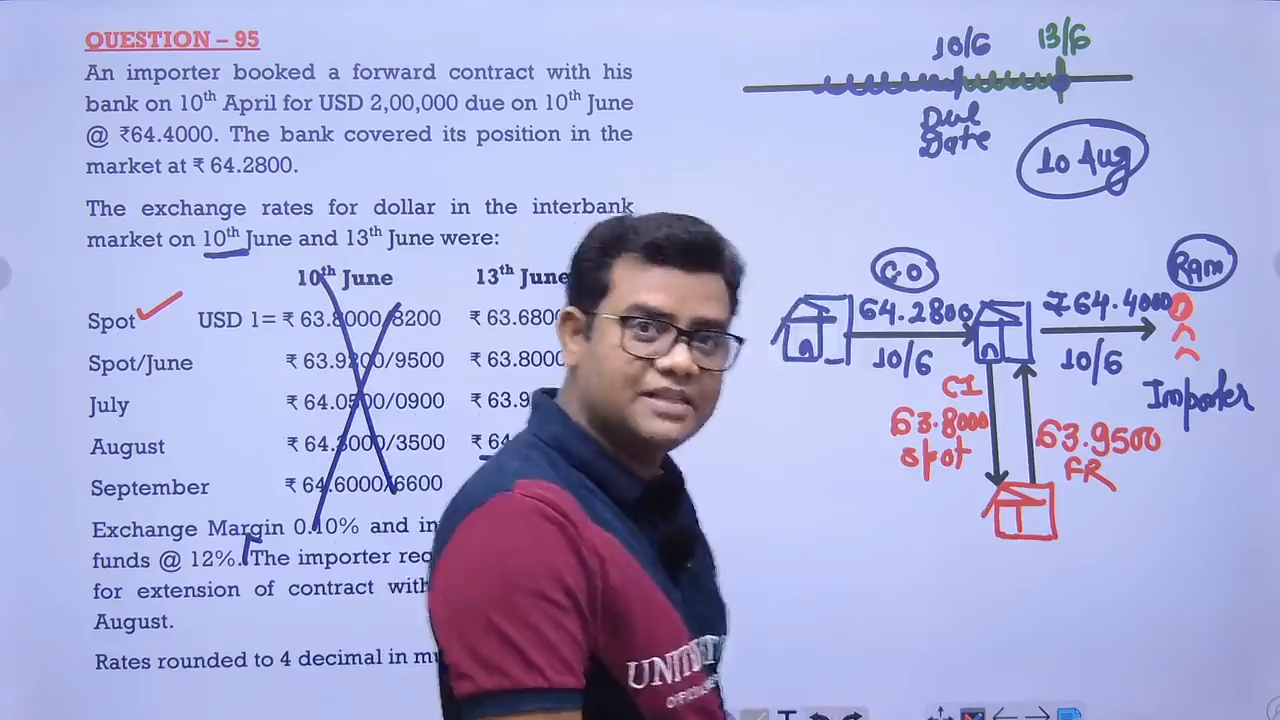 QUESTION – 95
An importer booked a forward contract with his
bank on 10th April for USD 2,00,000 due on 10th June
@ ₹64.4000. The bank covered its position in the
market at ₹ 64.2800.
The exchange rates for dollar in the interbank
market on 10th June and 13th June were:
10th June 13th June
Spot USD 1= ₹ 63.8000/8200 ₹ 63.680
Spot/June ₹ 63.9200/9500 ₹ 63.8000
July ₹ 64.0500/0900 ₹ 63.9
August ₹ 64.3000/3500 ₹ 64
September ₹ 64.6000/6600
Exchange Margin 0.10% and in
funds @ 12%. The importer req
for extension of contract with
August.
Rates rounded to 4 decimal in mu
10/6 13/6
Due
Date
10 Aug
CO
Ram
64.2800
10/6
₹64.4000
10/6
Importer
C1
63.8000
Spot
63.9500
FR
UNIT